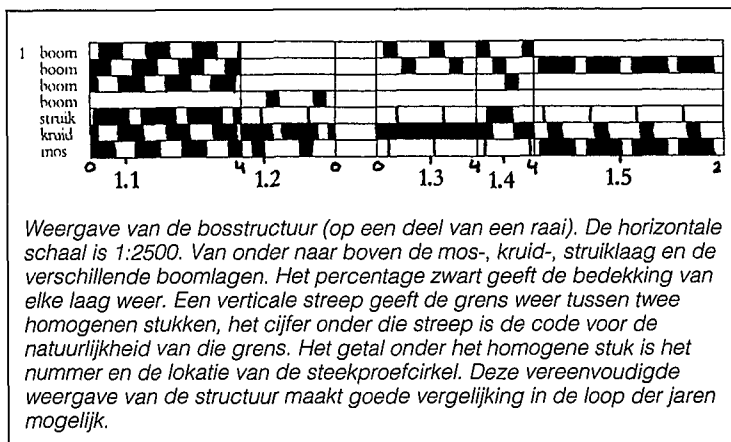 1 boom
boom
boom
boom
struik
kruid
mos
0 4 0 0 4 4 2
1.1 1.2 1.3 1.4 1.5
Weergave van de bosstructuur (op een deel van een raai). De horizontale
schaal is 1:2500. Van onder naar boven de mos-, kruid-, struiklaag en de
verschillende boomlagen. Het percentage zwart geeft de bedekking van
elke laag weer. Een verticale streep geeft de grens weer tussen twee
homogenen stukken, het cijfer onder die streep is de code voor de
natuurlijkheid van die grens. Het getal onder het homogene stuk is het
nummer en de lokatie van de steekproefcirkel. Deze vereenvoudigde
weergave van de structuur maakt goede vergelijking in de loop der jaren
mogelijk.